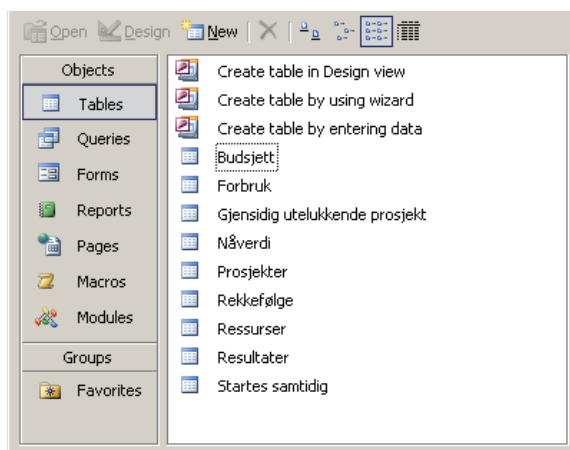 Open Design New
Objects
Tables
Queries
Forms
Reports
Pages
Macros
Modules
Groups
Favorites
Create table in Design view
Create table by using wizard
Create table by entering data
Budsjett
Forbruk
Gjensidig utelukkende prosjekt
Nåverdi
Prosjekter
Rekkefølge
Ressurser
Resultater
Startes samtidig